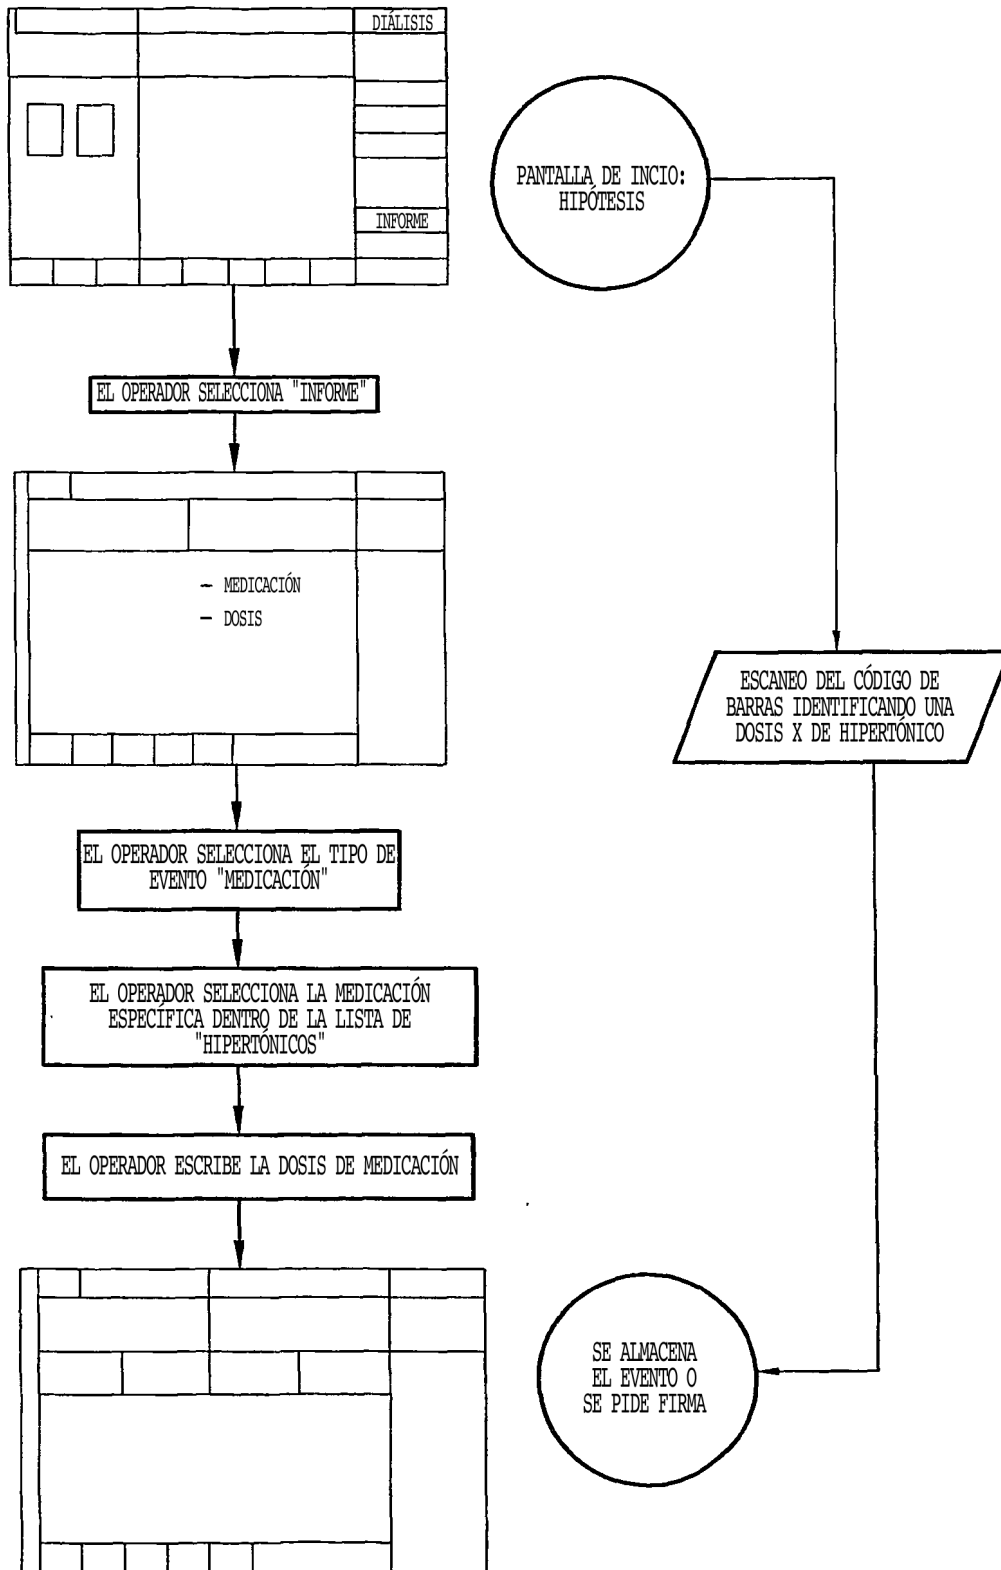 DIÁLISIS
INFORME
EL OPERADOR SELECCIONA "INFORME"
— MEDICACIÓN
— DOSIS
EL OPERADOR SELECCIONA EL TIPO DE
EVENTO "MEDICACIÓN"
EL OPERADOR SELECCIONA LA MEDICACIÓN
ESPECÍFICA DENTRO DE LA LISTA DE
"HIPERTÓNICOS"
EL OPERADOR ESCRIBE LA DOSIS DE MEDICACIÓN
PANTALLA DE INCIO:
HIPÓTESIS
ESCANEO DEL CÓDIGO DE
BARRAS IDENTIFICANDO UNA
DOSIS X DE HIPERTÓNICO
SE ALMACENA
EL EVENTO O
SE PIDE FIRMA